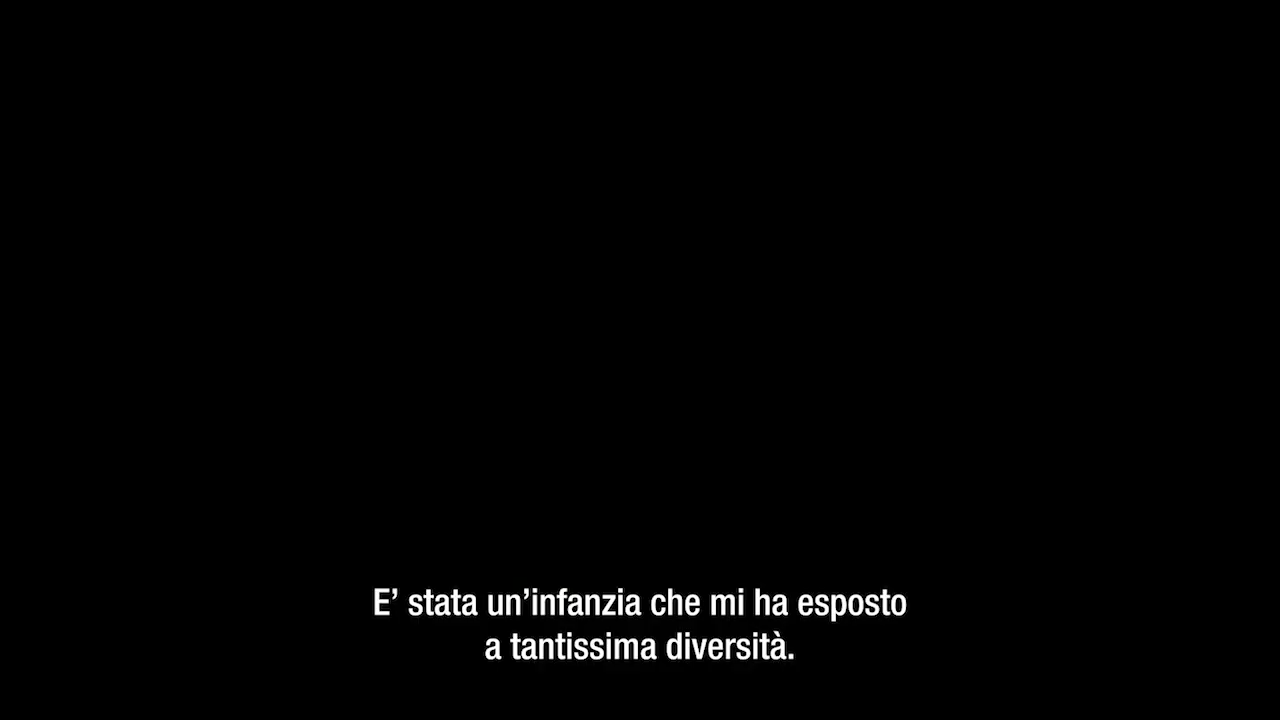 E’ stata un’infanzia che mi ha esposto
a tantissima diversità.